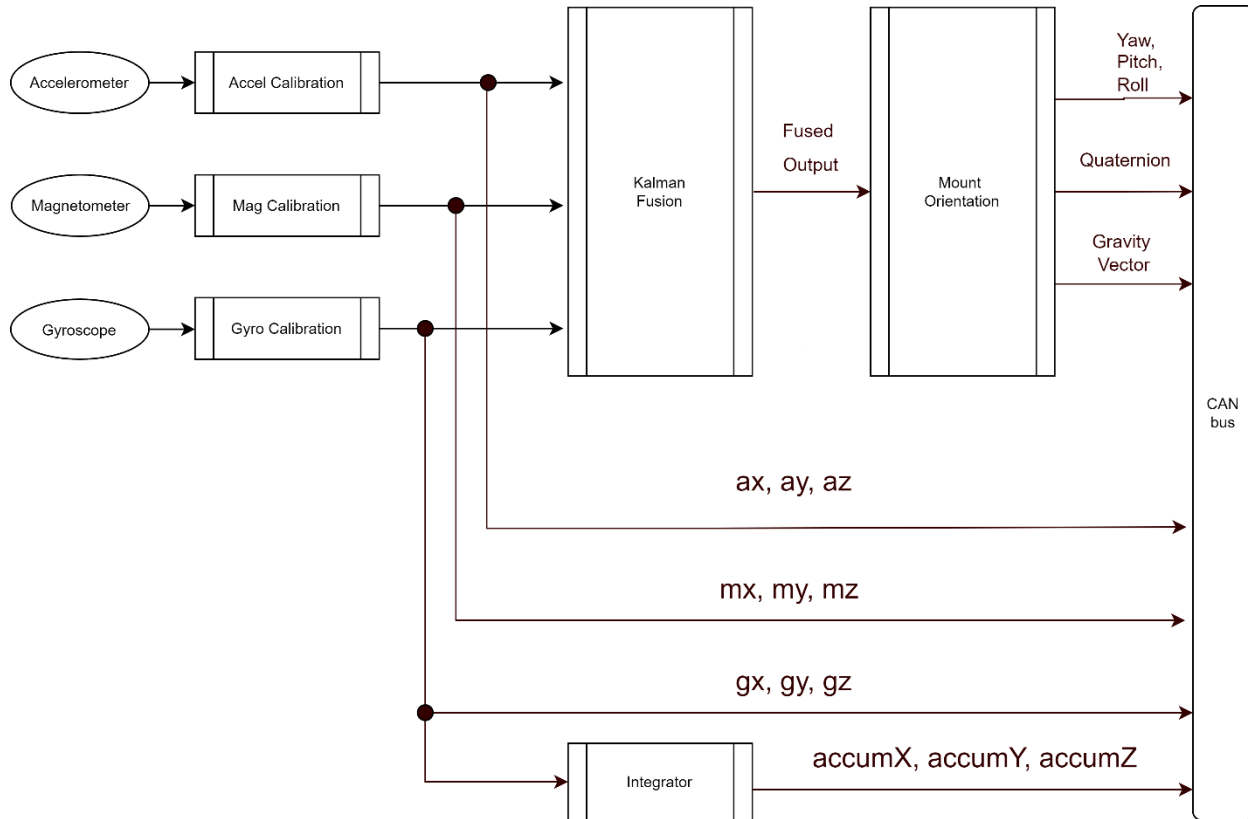 Yaw,
Pitch,
Roll
Accelerometer
Accel Calibration
Fused
Output
Quaternion
Magnetometer
Mag Calibration
Kalman
Fusion
Mount
Orientation
Gravity
Vector
Gyroscope
Gyro Calibration
CAN
bus
ax, ay, az
mx, my, mz
gx, gy, gz
accumX, accumY, accumZ
Integrator